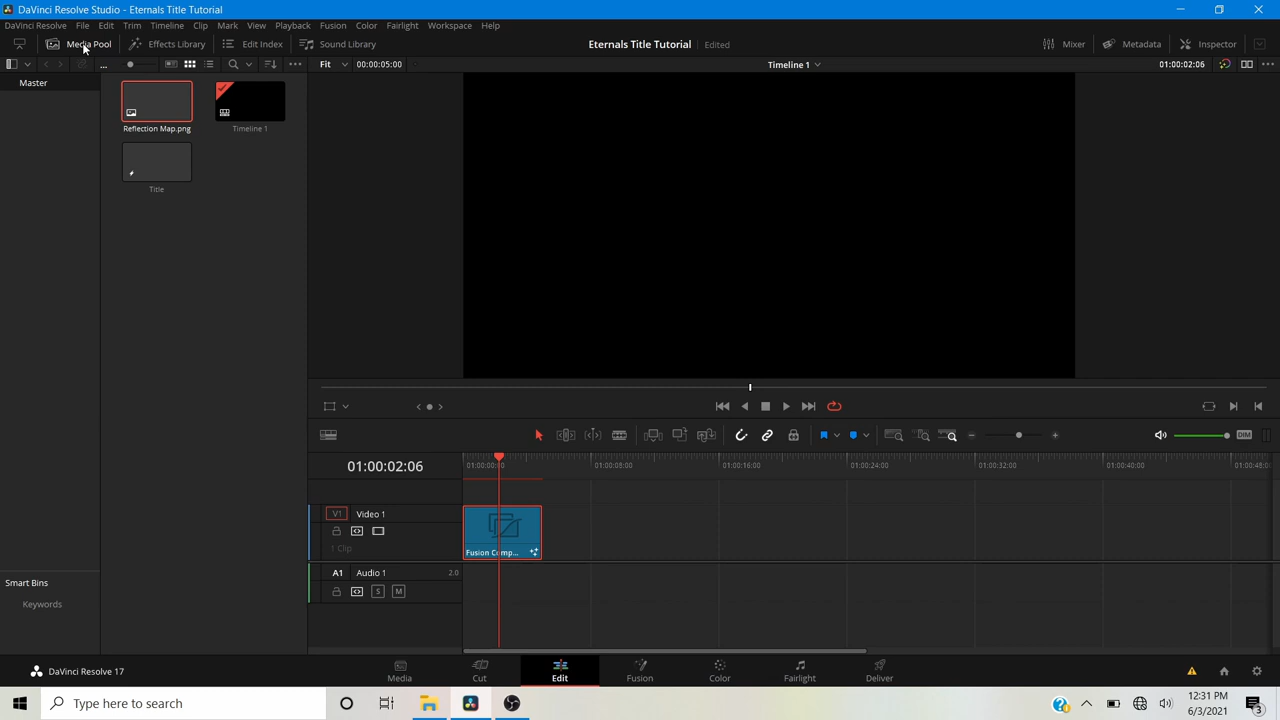 DaVinci Resolve Studio - Eternals Title Tutorial
DaVinci Resolve File Edit Trim Timeline Clip Mark View Playback Fusion Color Fairlight Workspace Help
Media Pool Effects Library Edit Index Sound Library Eternals Title Tutorial Edited Mixer Metadata Inspector
... Fit 00:00:05:00 Timeline 1 01:00:02:06
Master
Reflection Map.png Timeline 1
Title
01:00:02:06 01:00:00:00 01:00:08:00 01:00:16:00 01:00:24:00 01:00:32:00 01:00:40:00 01:00:48:00
DIM
V1 Video 1
1 Clip
Fusion Comp...
A1 Audio 1 2.0
S M
Smart Bins
Keywords
DaVinci Resolve 17
Media Cut Edit Fusion Color Fairlight Deliver
Type here to search
12:31 PM
6/3/2021
3